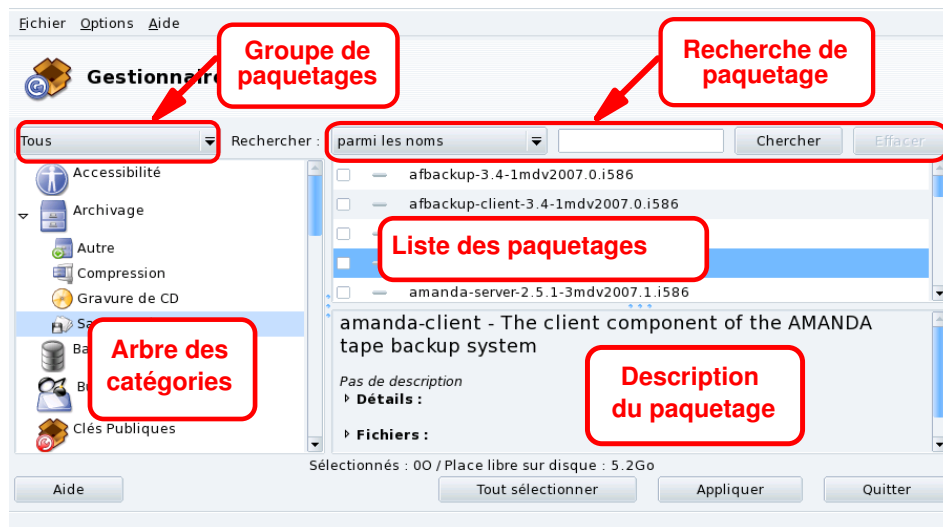 Fichier Options Aide
Groupe de
paquetages
Recherche de
paquetage
Gestionnaire
Tous
Rechercher :
parmi les noms
Chercher
Effacer
Accessibilité
Archivage
Autre
Compression
Gravure de CD
afbackup-3.4-1mdv2007.0.i586
afbackup-client-3.4-1mdv2007.0.i586
Liste des paquetages
amanda-server-2.5.1-3mdv2007.1.i586
Arbre des
catégories
Clés Publiques
amanda-client - The client component of the AMANDA
tape backup system
Pas de description
Détails :
Fichiers :
Description
du paquetage
Sélectionnés : 0O / Place libre sur disque : 5.2Go
Aide
Tout sélectionner
Appliquer
Quitter